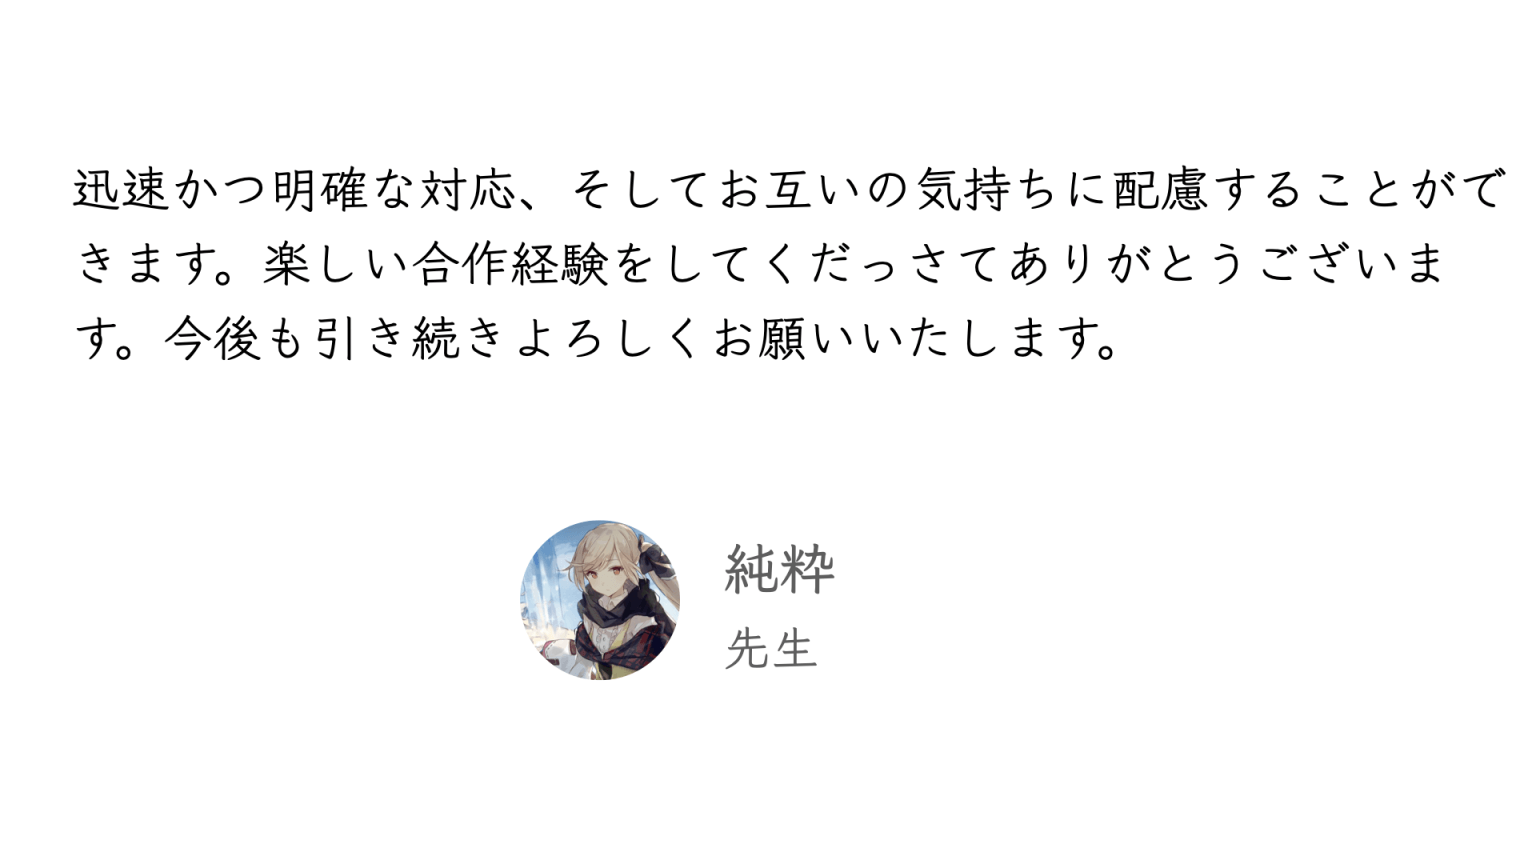 迅速かつ明確な対応、そしてお互いの気持ちに配慮することがで
きます。楽しい合作経験をしてくだっさてありがとうございま
す。今後も引き続きよろしくお願いいたします。
純粋
先生